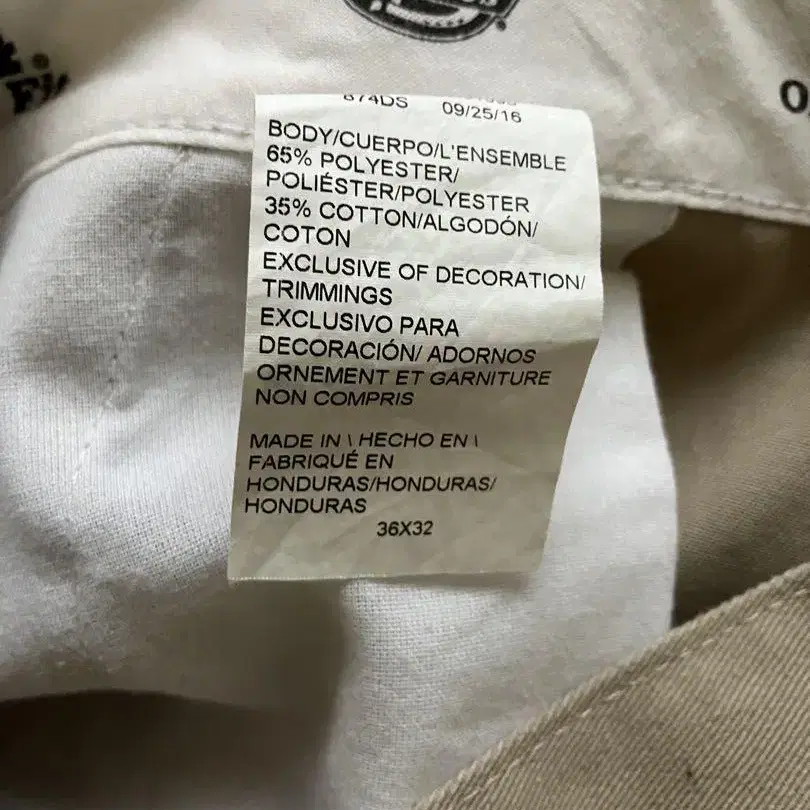 874DS 09/25/16
BODY/CUERPO/L'ENSEMBLE
65% POLYESTER/
POLIÉSTER/POLYESTER
35% COTTON/ALGODÓN/
COTON
EXCLUSIVE OF DECORATION/
TRIMMINGS
EXCLUSIVO PARA
DECORACIÓN/ ADORNOS
ORNEMENT ET GARNITURE
NON COMPRIS
MADE IN \ HECHO EN \
FABRIQUÉ EN
HONDURAS/HONDURAS/
HONDURAS
36X32